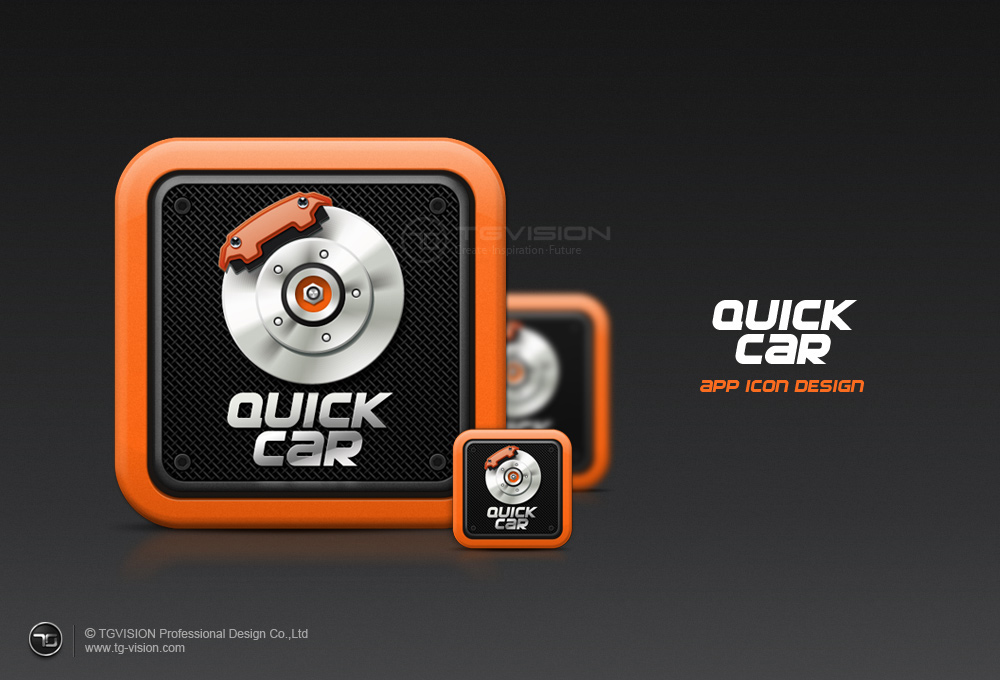 TGVISION
Create·Inspiration·Future
QUICK
CAR
QUICK
CAR
QUICK
CAR
APP ICON DESIGN
TG
© TGVISION Professional Design Co.,Ltd
www.tg-vision.com